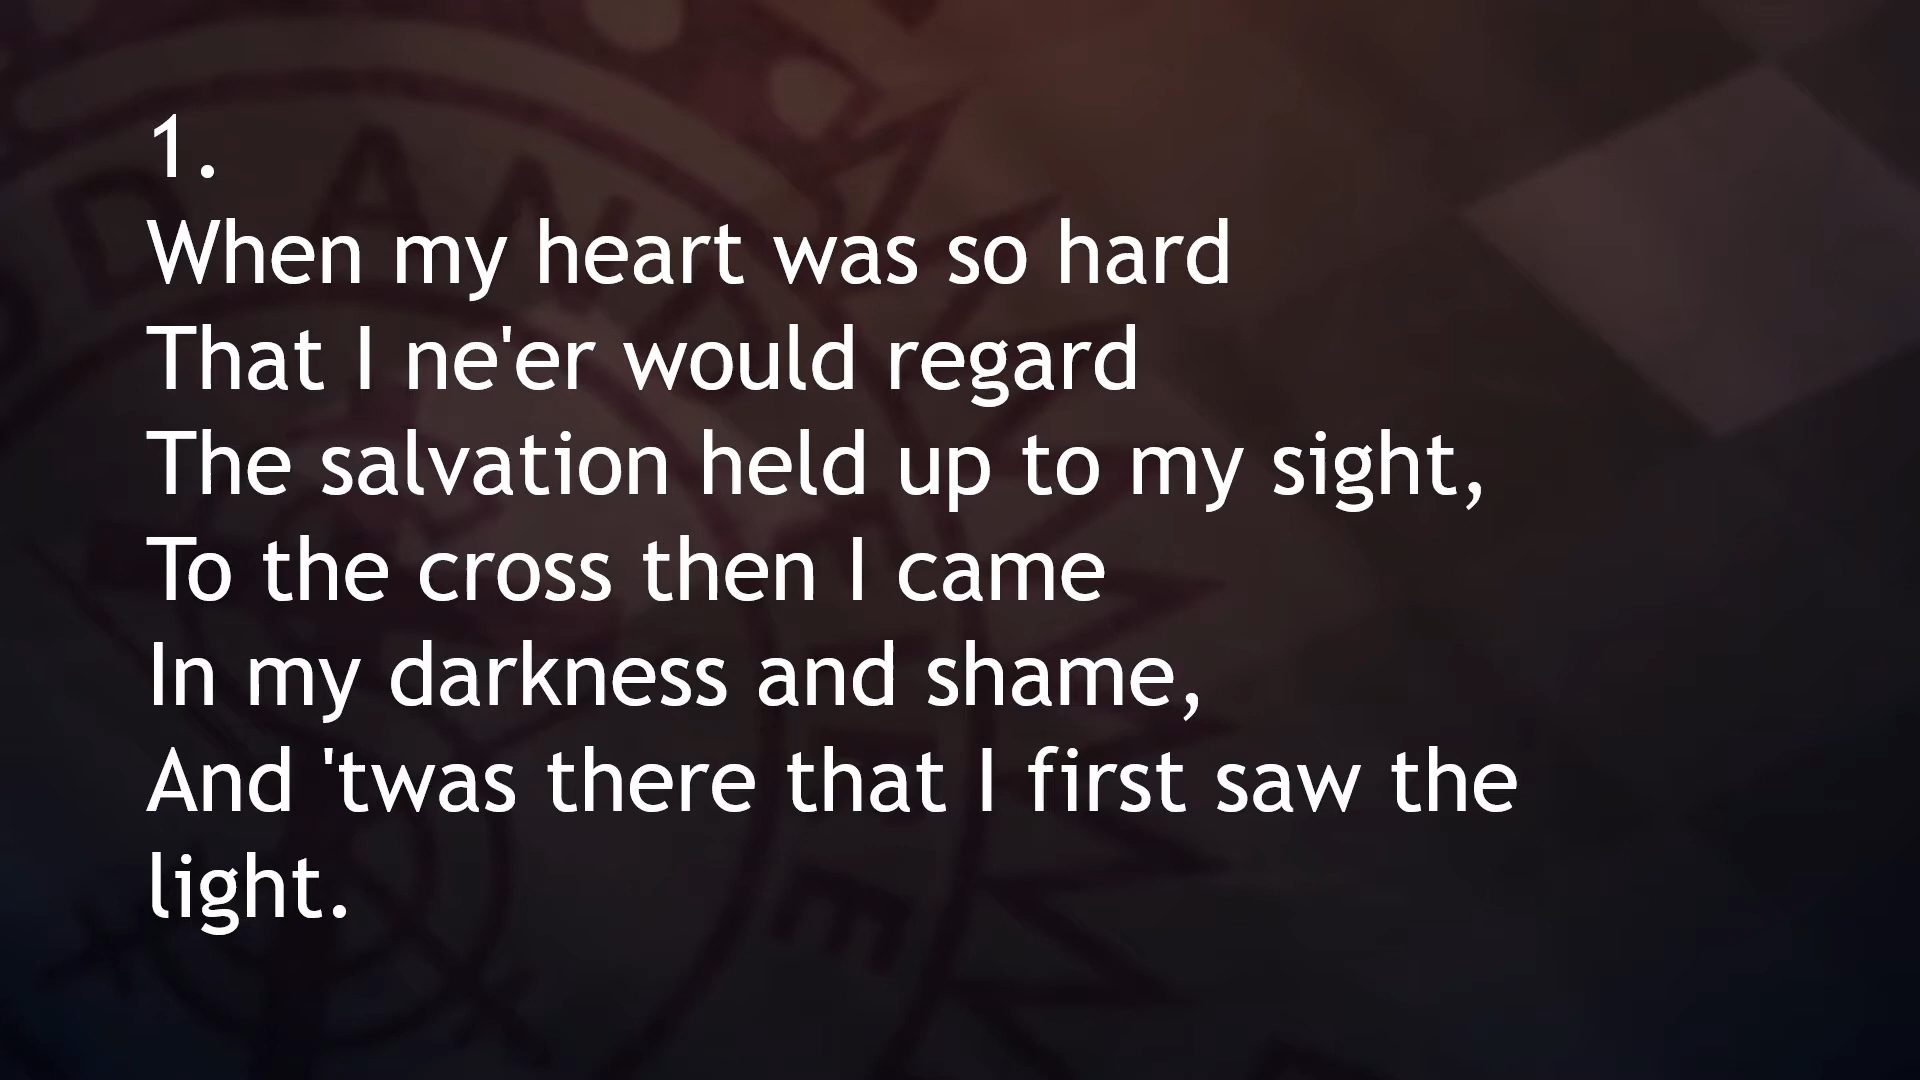 1.
When my heart was so hard
That I ne'er would regard
The salvation held up to my sight,
To the cross then I came
In my darkness and shame,
And 'twas there that I first saw the
light.